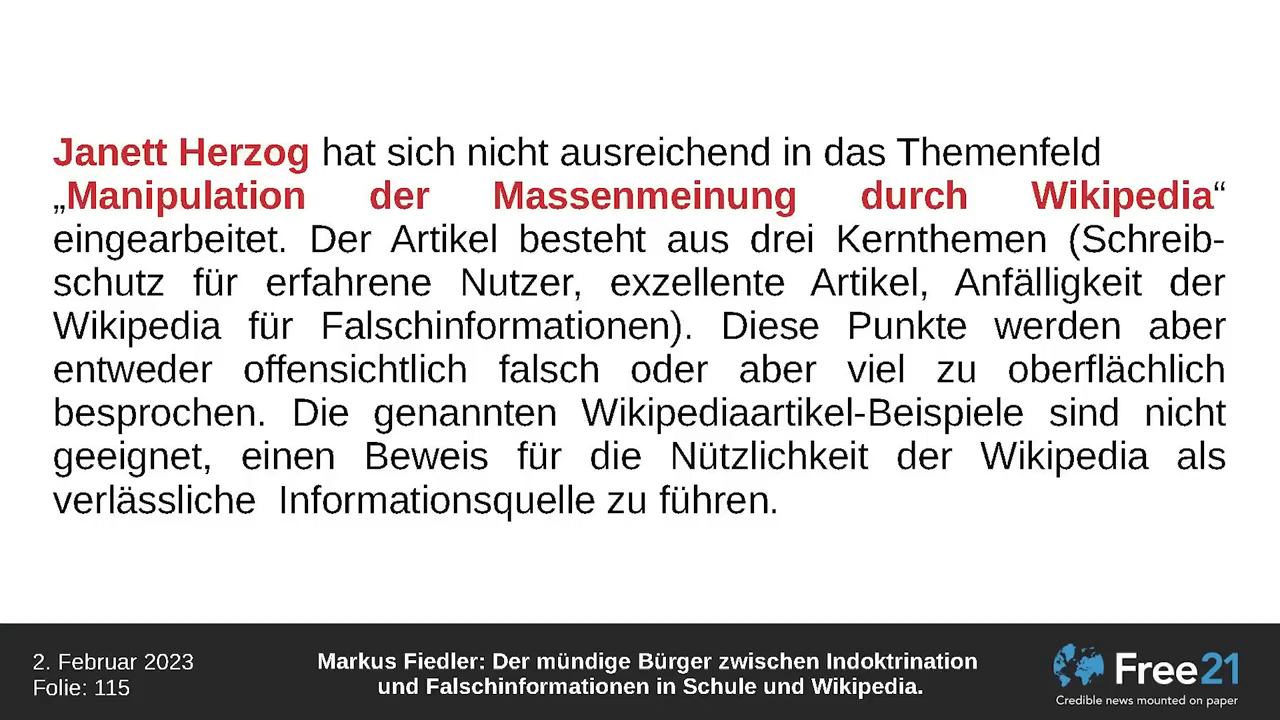 Janett Herzog hat sich nicht ausreichend in das Themenfeld
„Manipulation der Massenmeinung durch Wikipedia“
eingearbeitet. Der Artikel besteht aus drei Kernthemen (Schreib-
schutz für erfahrene Nutzer, exzellente Artikel, Anfälligkeit der
Wikipedia für Falschinformationen). Diese Punkte werden aber
entweder offensichtlich falsch oder aber viel zu oberflächlich
besprochen. Die genannten Wikipediaartikel-Beispiele sind nicht
geeignet, einen Beweis für die Nützlichkeit der Wikipedia als
verlässliche Informationsquelle zu führen.
2. Februar 2023
Folie: 115
Markus Fiedler: Der mündige Bürger zwischen Indoktrination
und Falschinformationen in Schule und Wikipedia.
Free21
Credible news mounted on paper